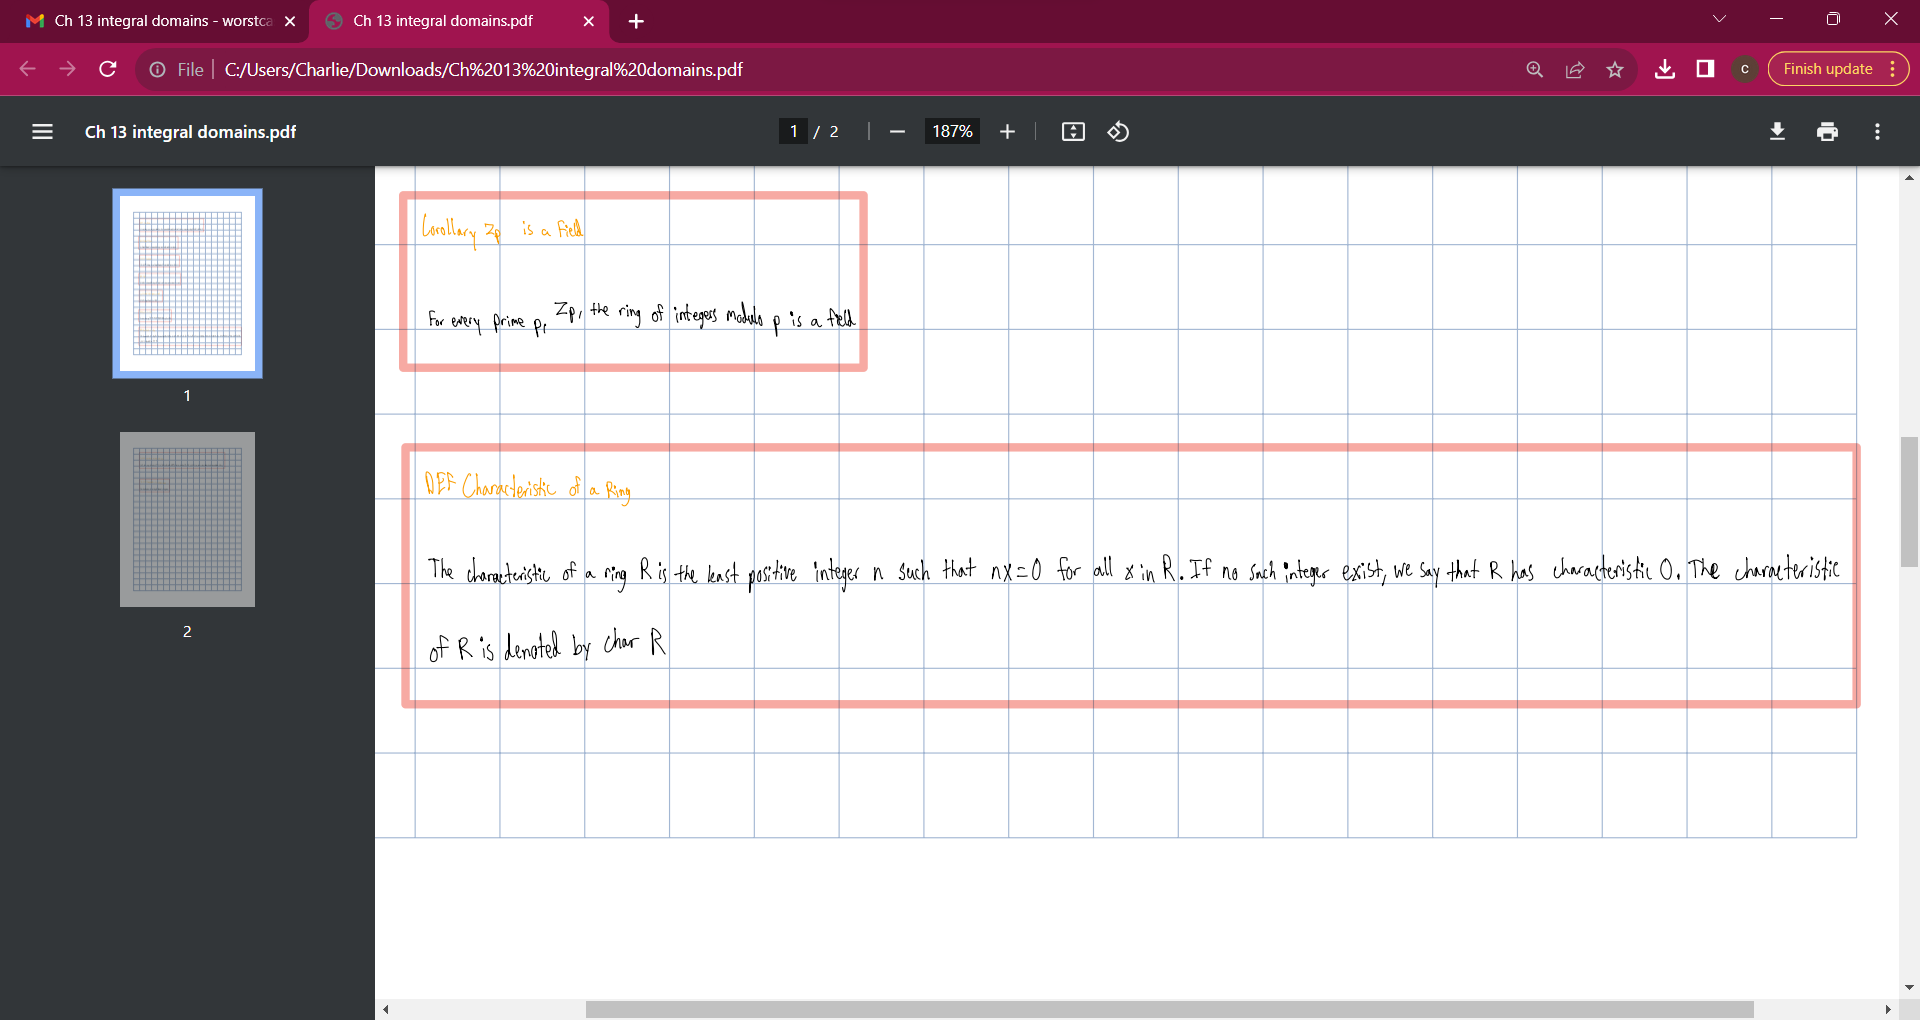 Ch 13 integral domains - worstca
Ch 13 integral domains.pdf
File
C:/Users/Charlie/Downloads/Ch%2013%20integral%20domains.pdf
C
Finish update
Ch 13 integral domains.pdf
1 / 2
187%
1
2
Corollary Zp is a field
For every prime p, Zp, the ring of integers modulo p is a field
DEF Characteristic of a Ring
The characteristic of a ring R is the least positive integer n such that nx=0 for all x in R. If no such integer exist, we say that R has characteristic 0. The characteristic
of R is denoted by char R